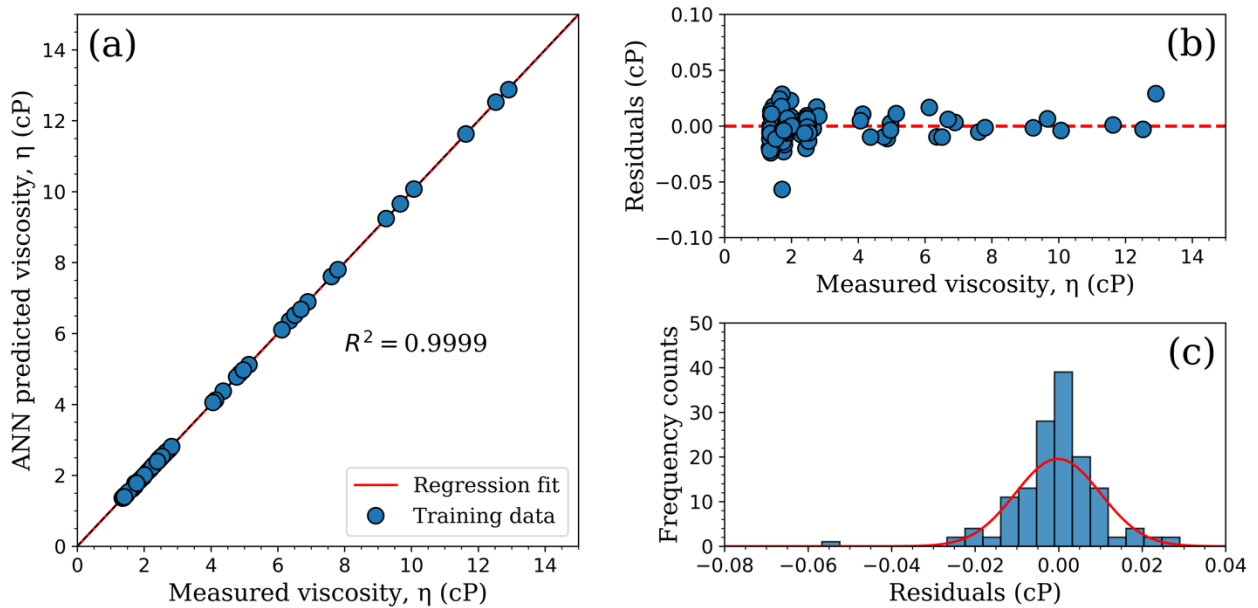 (a)
14
12
10
8
6
4
2
0
ANN predicted viscosity, η (cP)
R² = 0.9999
Regression fit
Training data
0 2 4 6 8 10 12 14
Measured viscosity, η (cP)
(b)
0.10
0.05
0.00
−0.05
−0.10
Residuals (cP)
0 2 4 6 8 10 12 14
Measured viscosity, η (cP)
(c)
50
40
30
20
10
0
Frequency counts
−0.08 −0.06 −0.04 −0.02 0.00 0.02 0.04
Residuals (cP)